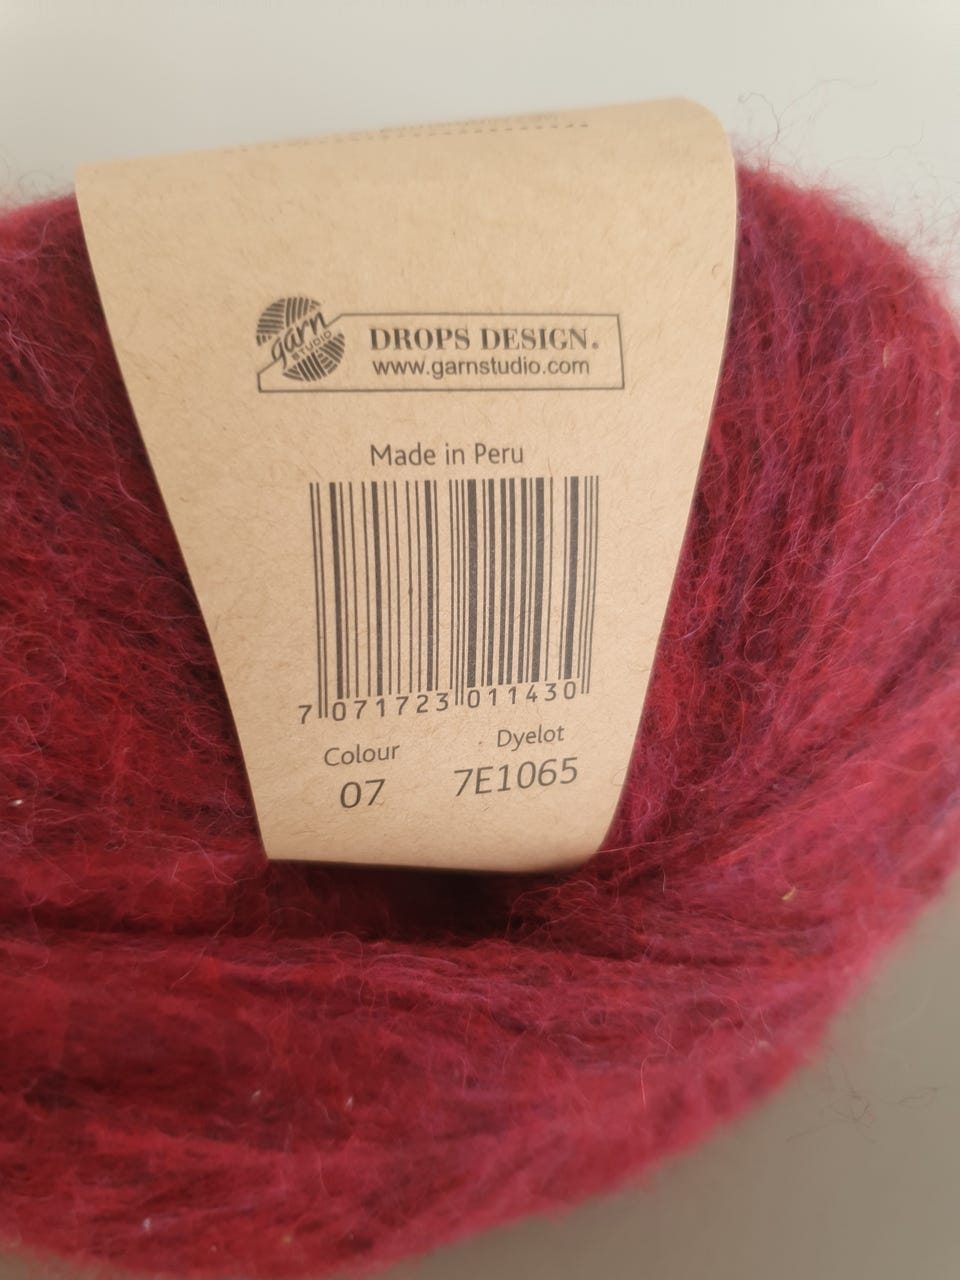 garn
STUDIO
DROPS DESIGN®
www.garnstudio.com
Made in Peru
7 071723 011430
Colour Dyelot
07 7E1065